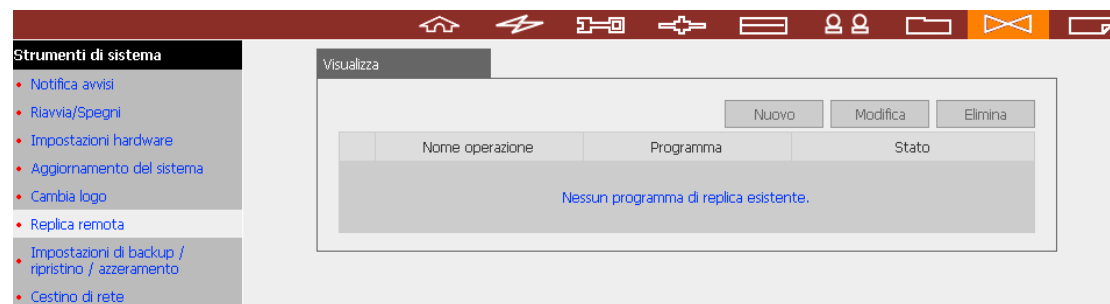 Strumenti di sistema
Notifica avvisi
Riavvia/Spegni
Impostazioni hardware
Aggiornamento del sistema
Cambia logo
Replica remota
Impostazioni di backup /
ripristino / azzeramento
Cestino di rete
Visualizza
Nuovo Modifica Elimina
Nome operazione Programma Stato
Nessun programma di replica esistente.